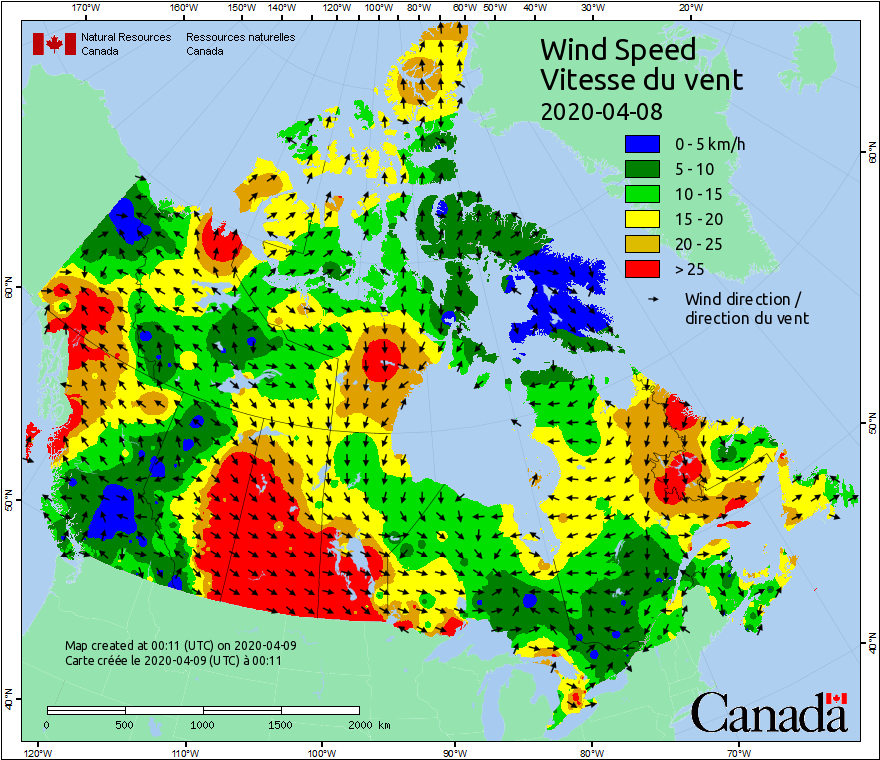 170°W 160°W 150°W 140°W 130°W 120°W 110°W 100°W 90°W 80°W 70°W 60°W 50°W 40°W 30°W 20°W
Natural Resources Ressources naturelles
Canada Canada
Wind Speed
Vitesse du vent
2020-04-08
0 - 5 km/h
5 - 10
10 - 15
15 - 20
20 - 25
> 25
Wind direction /
direction du vent
60°N
60°N
50°N
50°N
40°N
40°N
Map created at 00:11 (UTC) on 2020-04-09
Carte créée le 2020-04-09 (UTC) à 00:11
0 500 1000 1500 2000 km
Canada
120°W 110°W 100°W 90°W 80°W 70°W